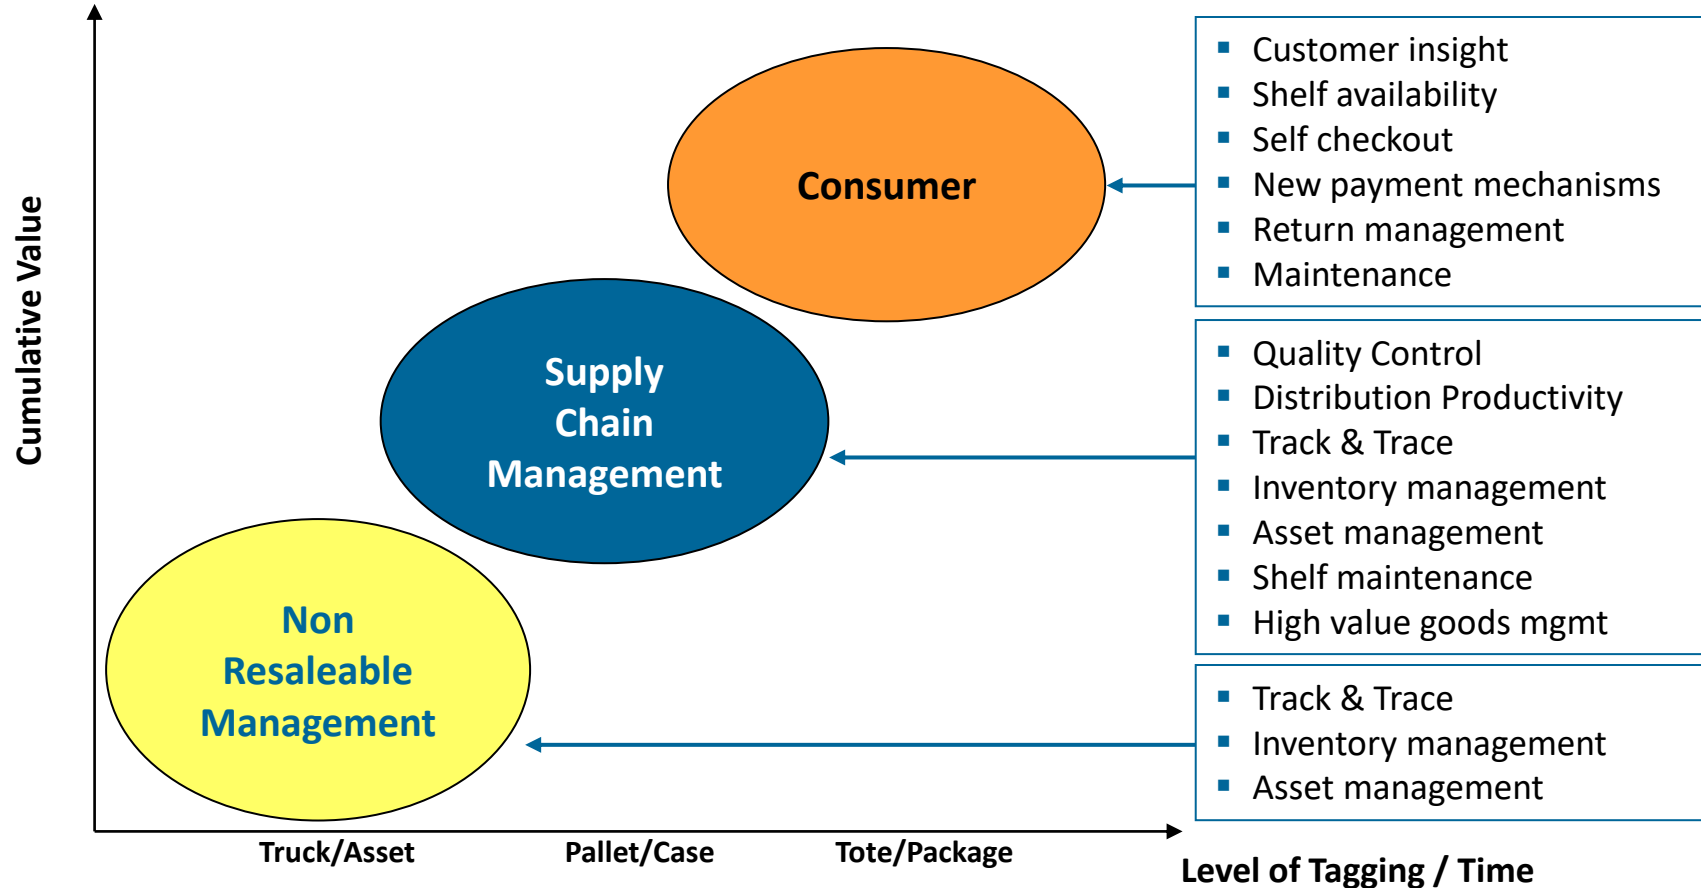 Cumulative Value
Consumer
Supply
Chain
Management
Non
Resaleable
Management
Customer insight
Shelf availability
Self checkout
New payment mechanisms
Return management
Maintenance
Quality Control
Distribution Productivity
Track & Trace
Inventory management
Asset management
Shelf maintenance
High value goods mgmt
Track & Trace
Inventory management
Asset management
Truck/Asset
Pallet/Case
Tote/Package
Level of Tagging / Time